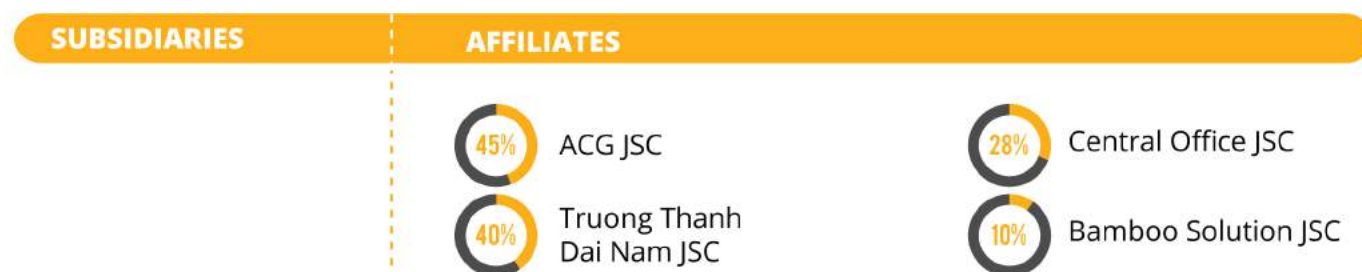 SUBSIDIARIES
AFFILIATES
45%
ACG JSC
28%
Central Office JSC
40%
Truong Thanh
Dai Nam JSC
10%
Bamboo Solution JSC